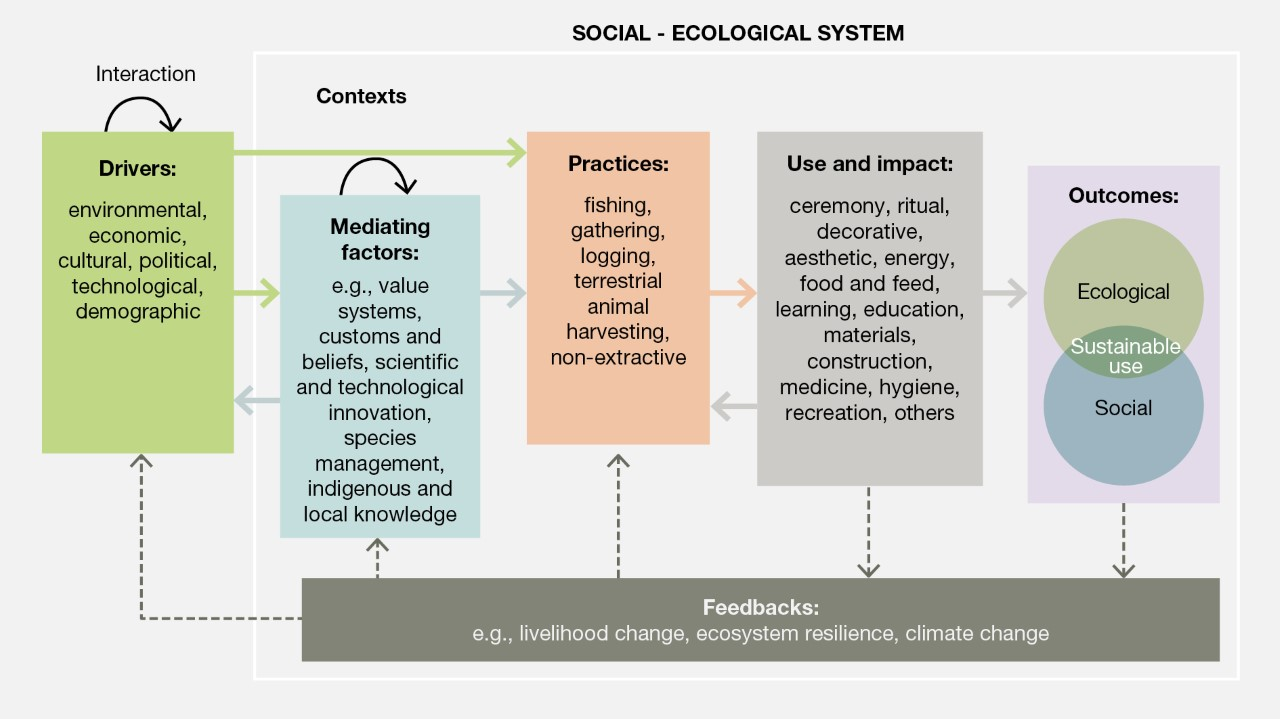 SOCIAL - ECOLOGICAL SYSTEM
Interaction
Contexts
Drivers:
environmental,
economic,
cultural, political,
technological,
demographic
Mediating
factors:
e.g., value
systems,
customs and
beliefs, scientific
and technological
innovation,
species
management,
indigenous and
local knowledge
Practices:
fishing,
gathering,
logging,
terrestrial
animal
harvesting,
non-extractive
Use and impact:
ceremony, ritual,
decorative,
aesthetic, energy,
food and feed,
learning, education,
materials,
construction,
medicine, hygiene,
recreation, others
Outcomes:
Ecological
Sustainable
use
Social
Feedbacks:
e.g., livelihood change, ecosystem resilience, climate change